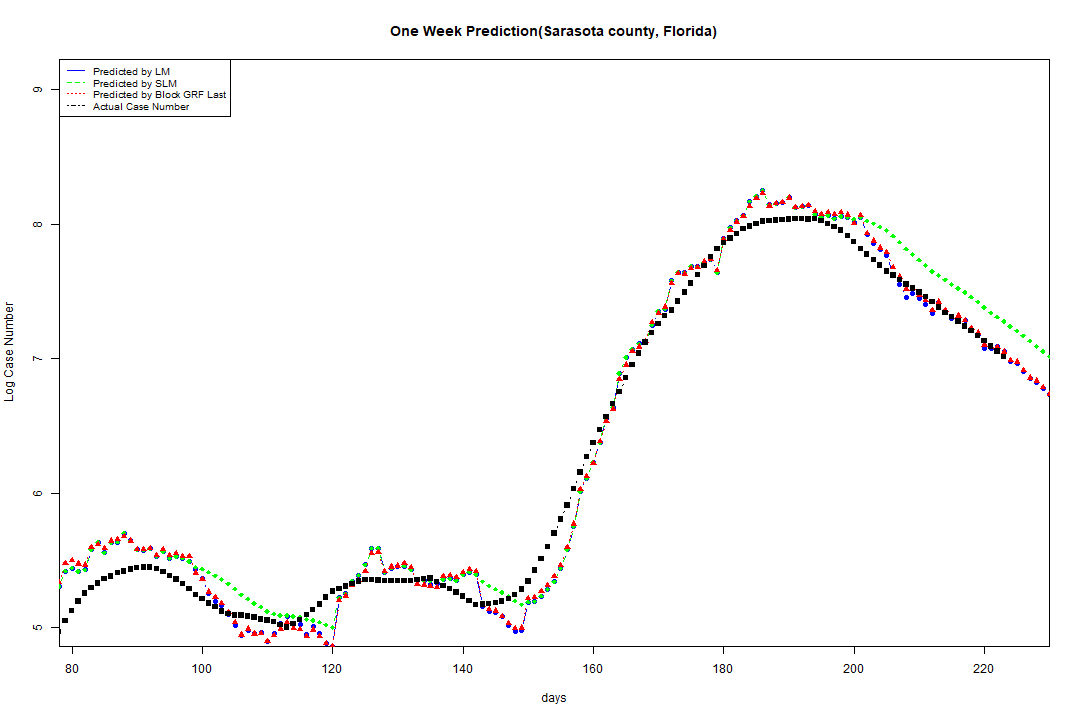 One Week Prediction(Sarasota county, Florida)
Predicted by LM
Predicted by SLM
Predicted by Block GRF Last
Actual Case Number
Log Case Number
9
8
7
6
5
80 100 120 140 160 180 200 220
days